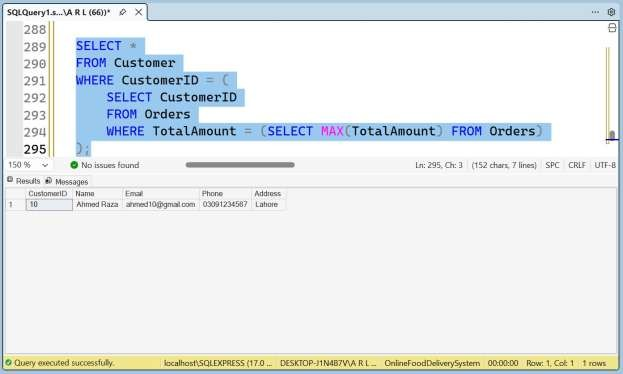 SQLQuery1.s...\A R L (66))*
288
289 SELECT *
290 FROM Customer
291 WHERE CustomerID = (
292 SELECT CustomerID
293 FROM Orders
294 WHERE TotalAmount = (SELECT MAX(TotalAmount) FROM Orders)
295 );
150 % No issues found Ln: 295, Ch: 3 (152 chars, 7 lines) SPC CRLF UTF-8
Results Messages
CustomerID Name Email Phone Address
1 10 Ahmed Raza ahmed10@gmail.com 03091234567 Lahore
Query executed successfully. localhost\SQLEXPRESS (17.0 ... DESKTOP-J1N4B7V\A R L ... OnlineFoodDeliverySystem 00:00:00 Row: 1, Col: 1 1 rows